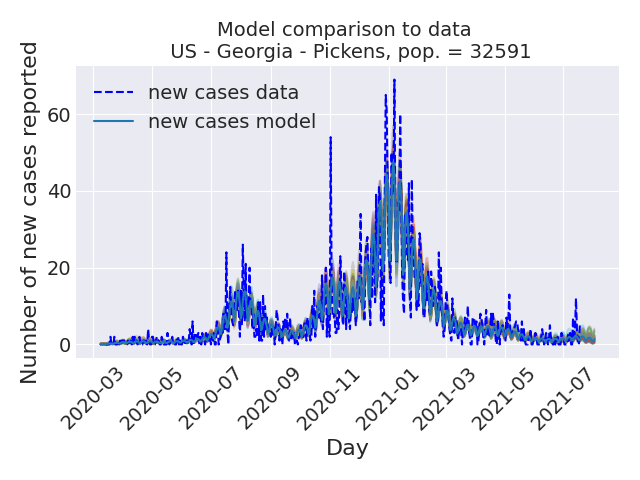 Model comparison to data
US - Georgia - Pickens, pop. = 32591
Number of new cases reported
60
40
20
0
new cases data
new cases model
2020-03
2020-05
2020-07
2020-09
2020-11
2021-01
2021-03
2021-05
2021-07
Day